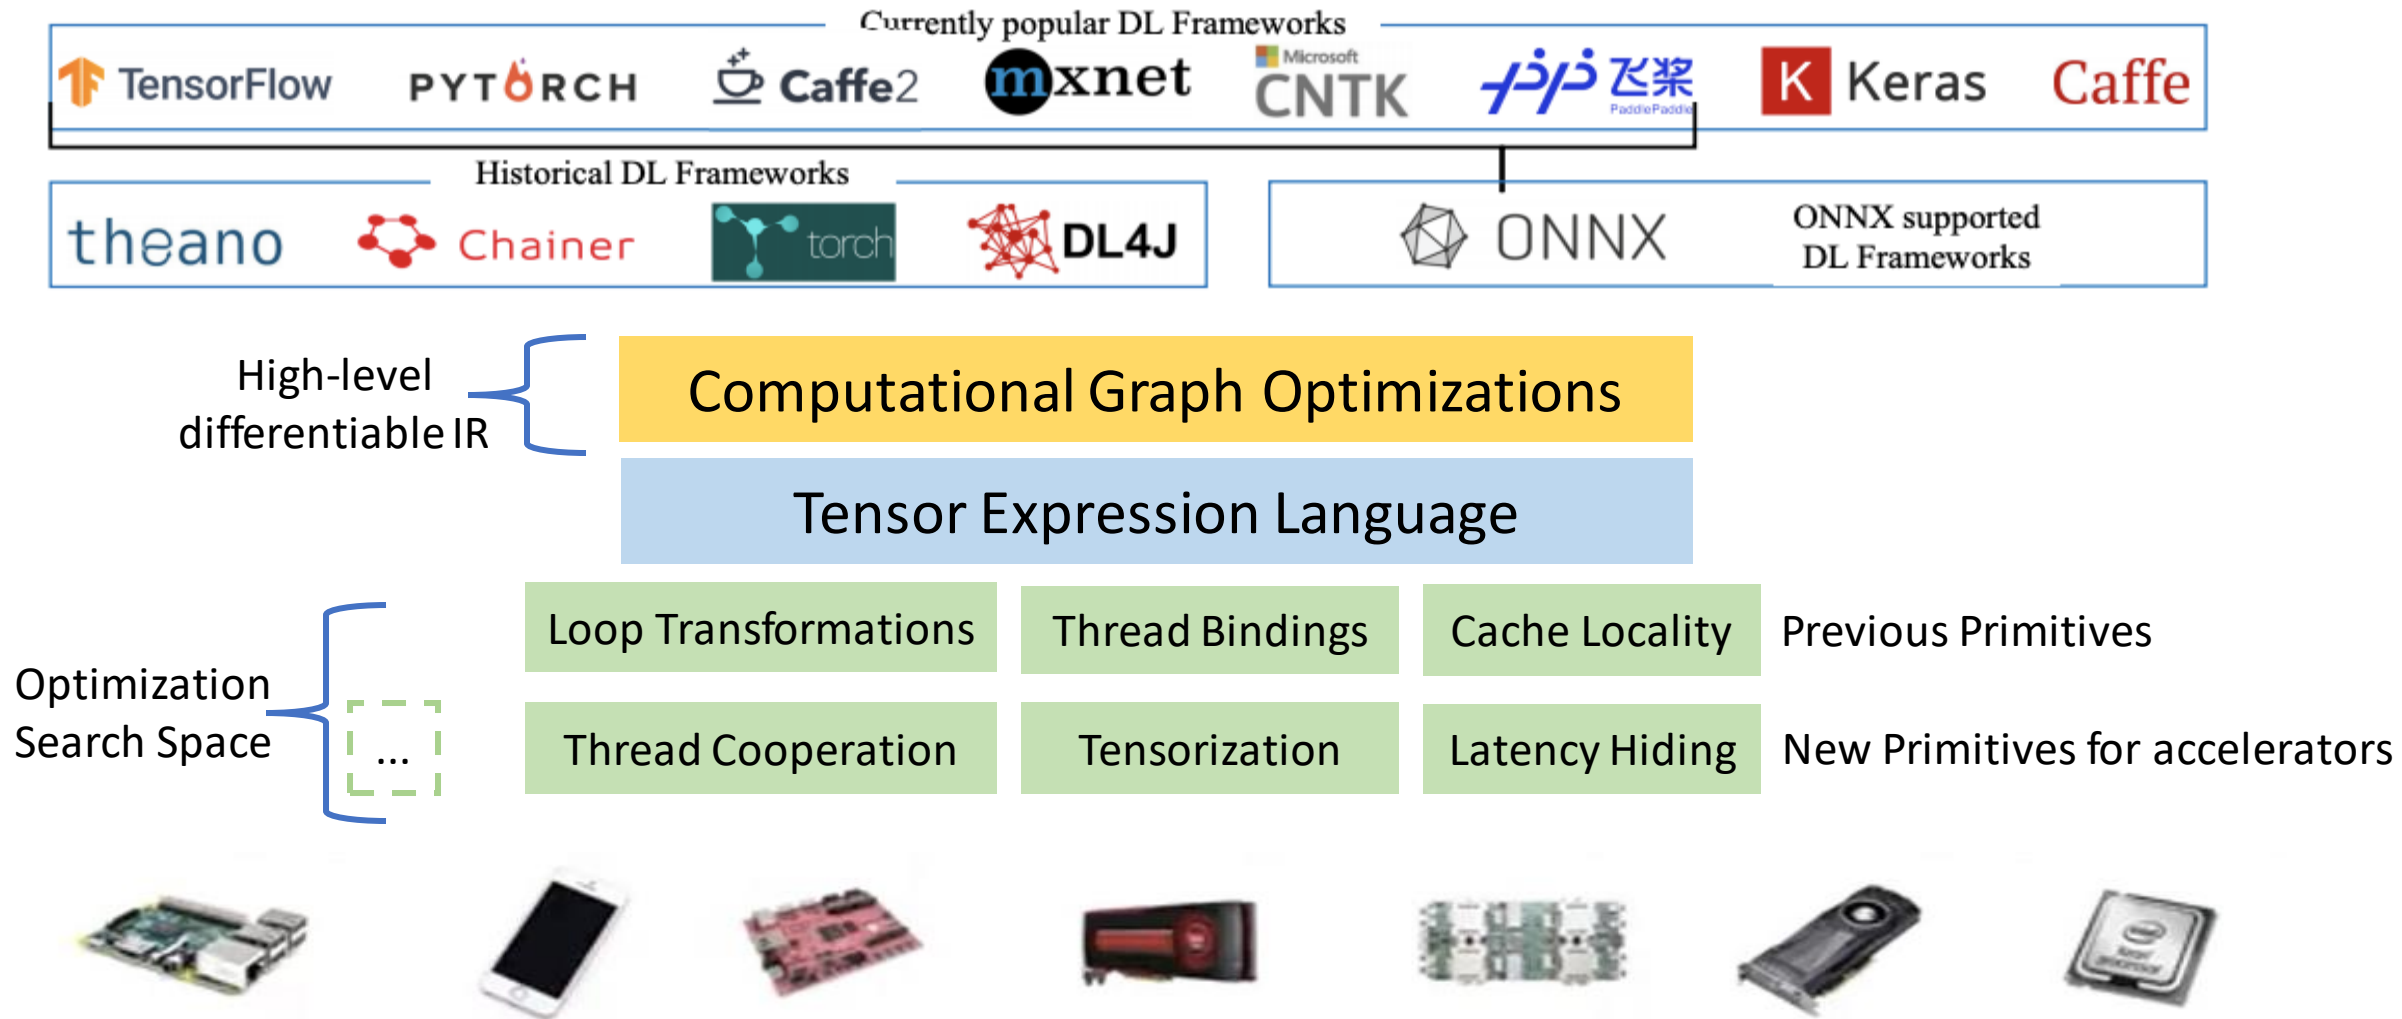 Currently popular DL Frameworks
TensorFlow
PYTORCH
Caffe2
mxnet
Microsoft
CNTK
飞桨
PaddlePaddle
K Keras
Caffe
Historical DL Frameworks
theano
Chainer
torch
DL4J
ONNX
ONNX supported
DL Frameworks
High-level
differentiable IR
Computational Graph Optimizations
Tensor Expression Language
Optimization
Search Space
...
Loop Transformations
Thread Bindings
Cache Locality
Previous Primitives
Thread Cooperation
Tensorization
Latency Hiding
New Primitives for accelerators